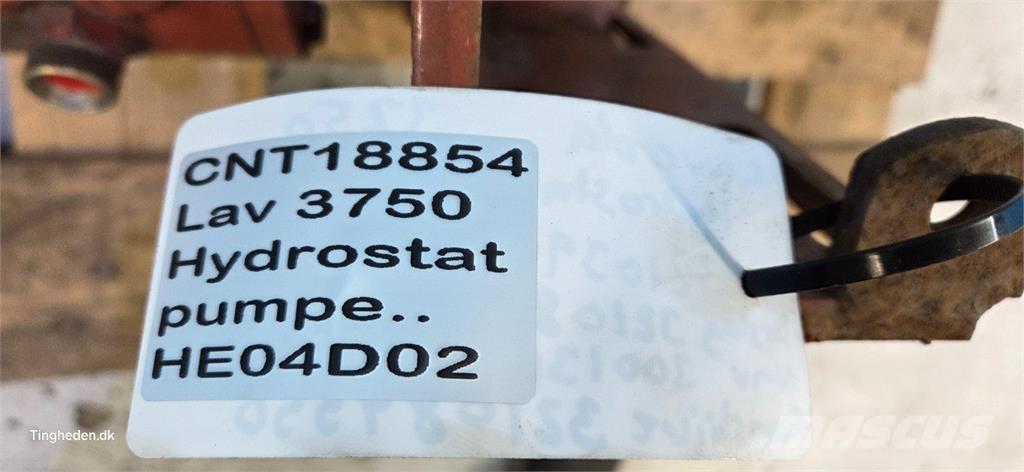 CNT18854
Lav 3750
Hydrostat
pumpe..
HE04D02
Tingheden.dk
MASCUS